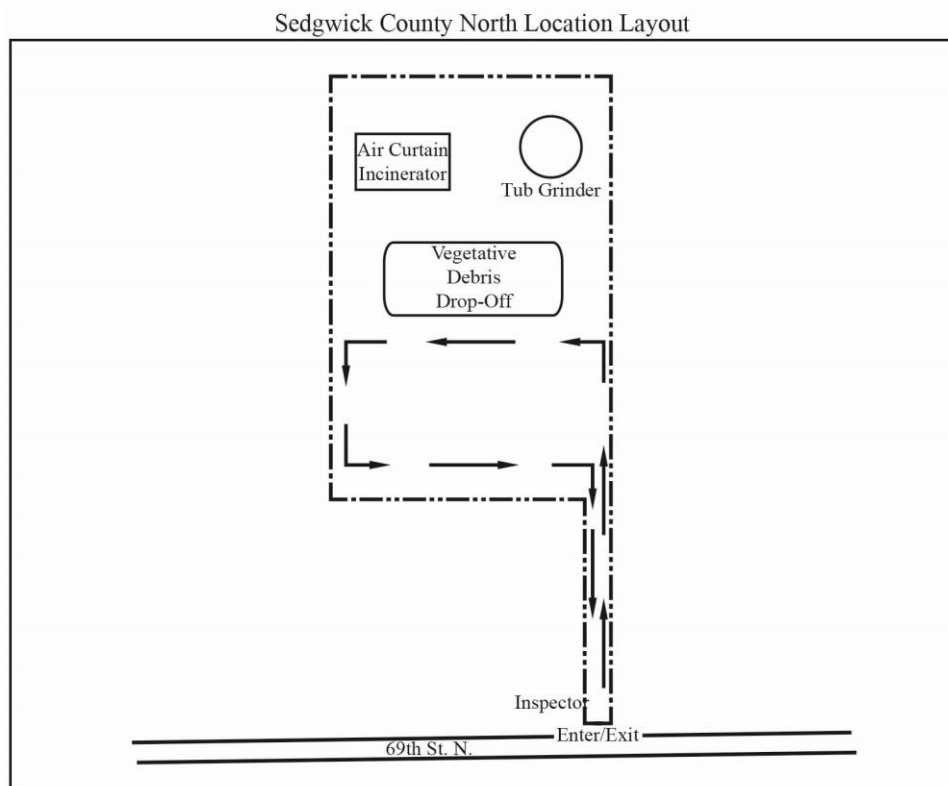 Sedgwick County North Location Layout
Air Curtain
Incinerator
Tub Grinder
Vegetative
Debris
Drop-Off
Inspector
Enter/Exit
69th St. N.